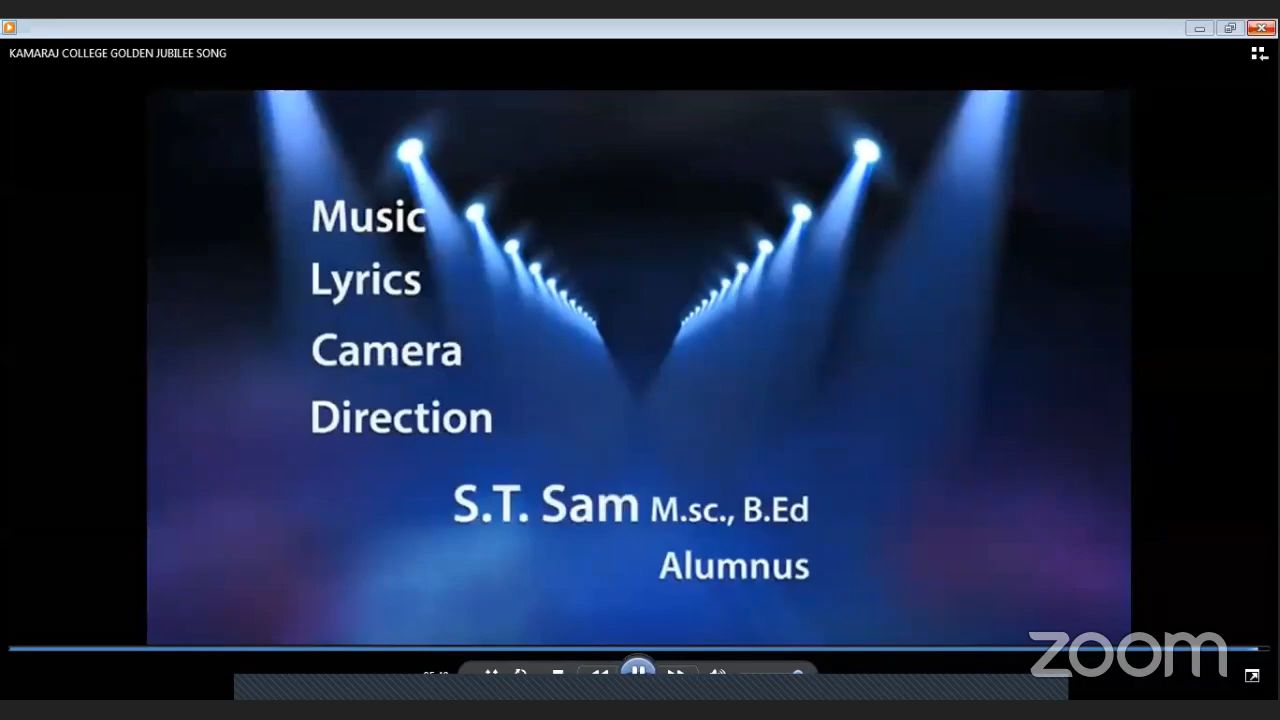 KAMARAJ COLLEGE GOLDEN JUBILEE SONG
Music
Lyrics
Camera
Direction
S.T. Sam M.sc., B.Ed
Alumnus
zoom